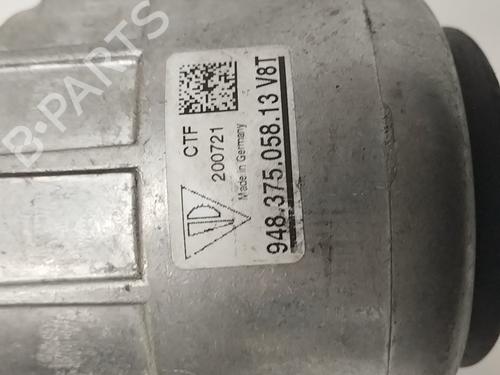 CTF
200721
Made in Germany
948.375.058.13 V8T
B-PARTS